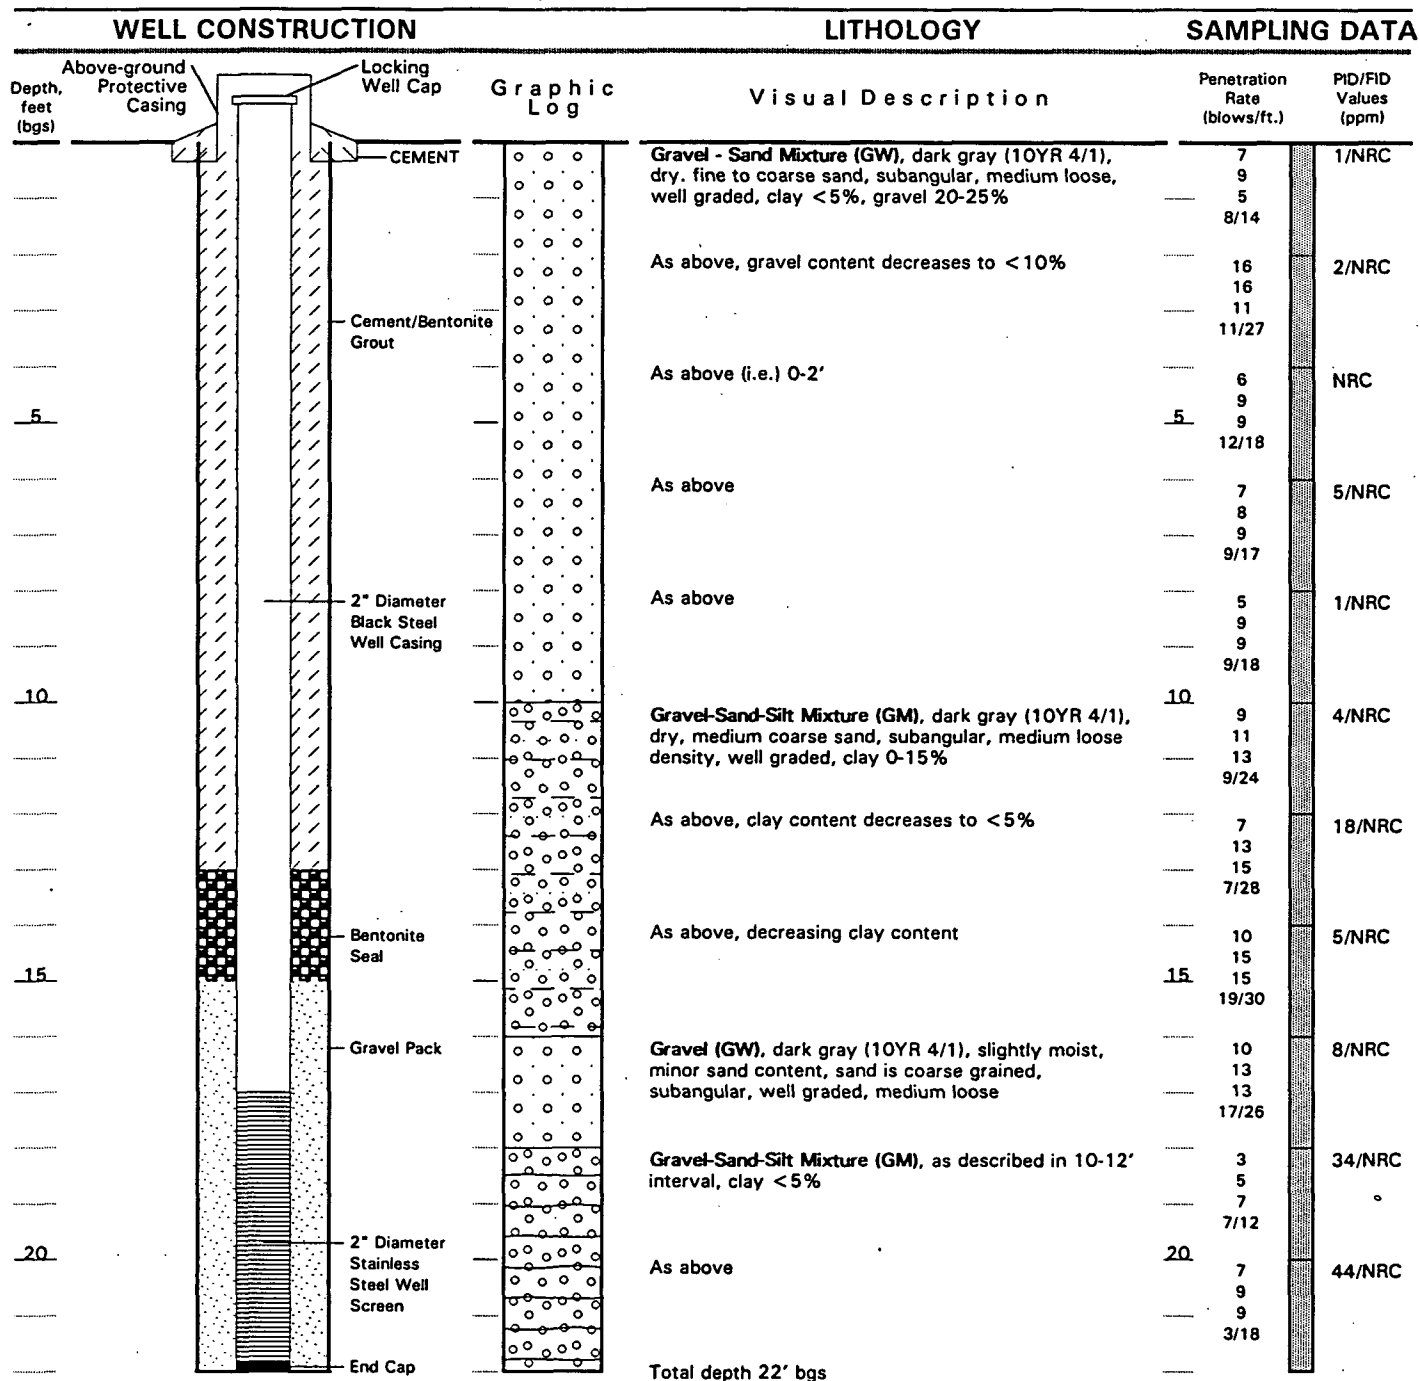 WELL CONSTRUCTION
LITHOLOGY
SAMPLING DATA
Depth,
feet
(bgs)
Above-ground
Protective
Casing
Locking
Well Cap
Graphic
Log
Visual Description
Penetration
Rate
(blows/ft.)
PID/FID
Values
(ppm)
CEMENT
Cement/Bentonite
Grout
5
2" Diameter
Black Steel
Well Casing
10
Bentonite
Seal
15
Gravel Pack
20
2" Diameter
Stainless
Steel Well
Screen
End Cap
Gravel - Sand Mixture (GW), dark gray (10YR 4/1),
dry. fine to coarse sand, subangular, medium loose,
well graded, clay <5%, gravel 20-25%
As above, gravel content decreases to <10%
As above (i.e.) 0-2'
As above
As above
Gravel-Sand-Silt Mixture (GM), dark gray (10YR 4/1),
dry, medium coarse sand, subangular, medium loose
density, well graded, clay 0-15%
As above, clay content decreases to <5%
As above, decreasing clay content
Gravel (GW), dark gray (10YR 4/1), slightly moist,
minor sand content, sand is coarse grained,
subangular, well graded, medium loose
Gravel-Sand-Silt Mixture (GM), as described in 10-12'
interval, clay <5%
As above
Total depth 22' bgs
7 1/NRC
9
5
8/14
16 2/NRC
16
11
11/27
6 NRC
9
5 9
12/18
7 5/NRC
8
9
9/17
5 1/NRC
9
9
9/18
10
9 4/NRC
11
13
9/24
7 18/NRC
13
15
7/28
10 5/NRC
15
15 15
19/30
10 8/NRC
13
13
17/26
3 34/NRC
5
7
7/12
20
7 44/NRC
9
9
3/18